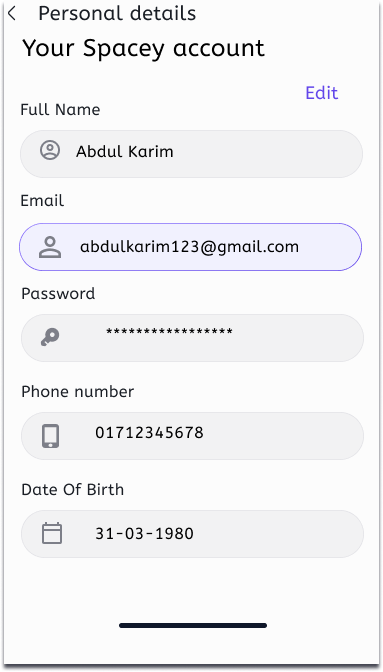 Personal details
Your Spacey account
Edit
Full Name
Abdul Karim
Email
abdulkarim123@gmail.com
Password
*****************
Phone number
01712345678
Date Of Birth
31-03-1980